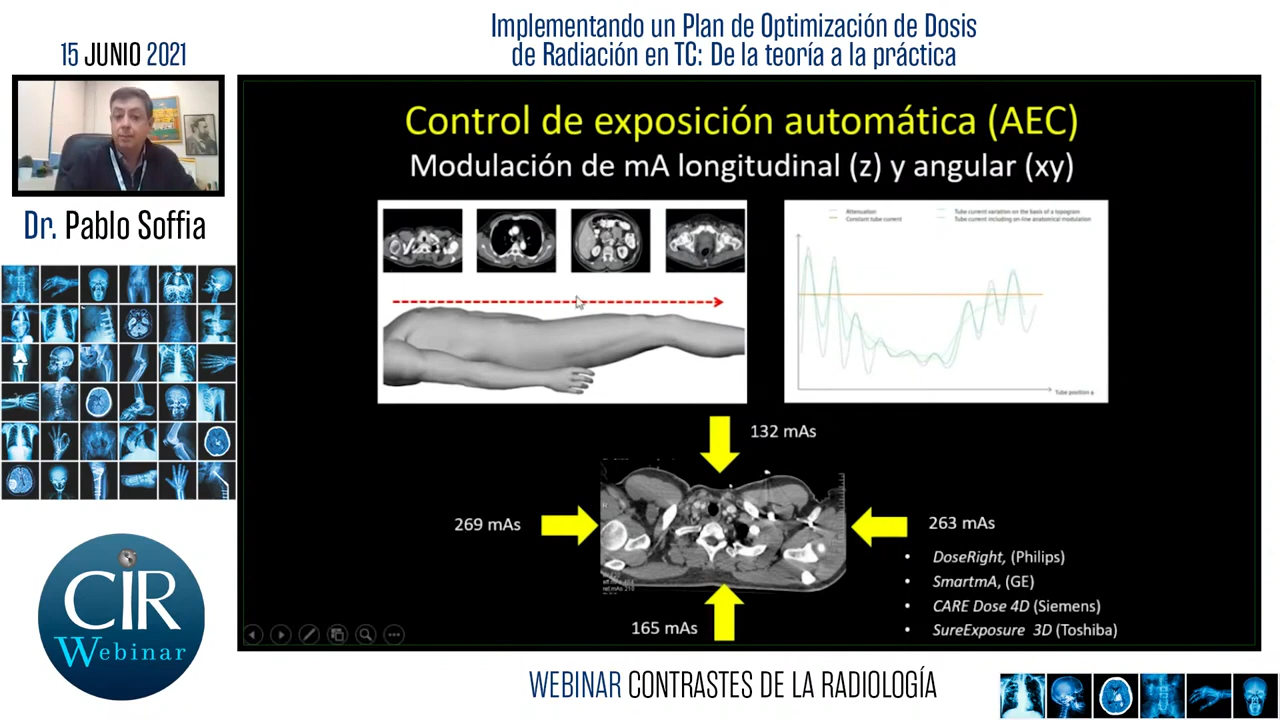 Implementando un Plan de Optimización de Dosis
de Radiación en TC: De la teoría a la práctica
15 JUNIO 2021
Dr. Pablo Soffia
Control de exposición automática (AEC)
Modulación de mA longitudinal (z) y angular (xy)
Attenuation
Constant tube current
Tube current variation on the basis of a topogram
Tube current including on-line anatomical modulation
Tube position
132 mAs
269 mAs
263 mAs
165 mAs
• DoseRight, (Philips)
• SmartmA, (GE)
• CARE Dose 4D (Siemens)
• SureExposure 3D (Toshiba)
CIR
Webinar
WEBINAR CONTRASTES DE LA RADIOLOGÍA